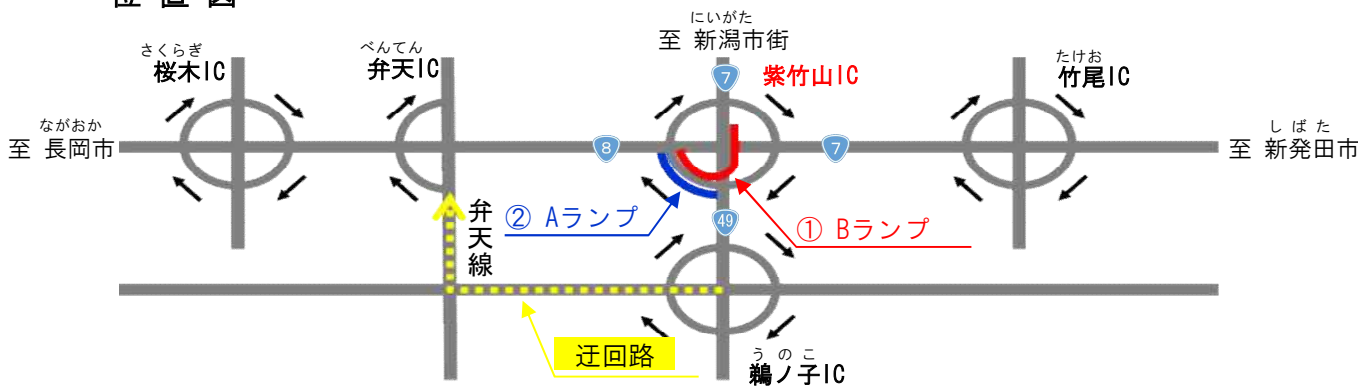 にいがた
至 新潟市街
さくらぎ
桜木IC
べんてん
弁天IC
7
紫竹山IC
たけお
竹尾IC
ながおか
至 長岡市
8
7
しばた
至 新発田市
弁天線
② Aランプ
49
① Bランプ
迂回路
うのこ
鵜ノ子IC